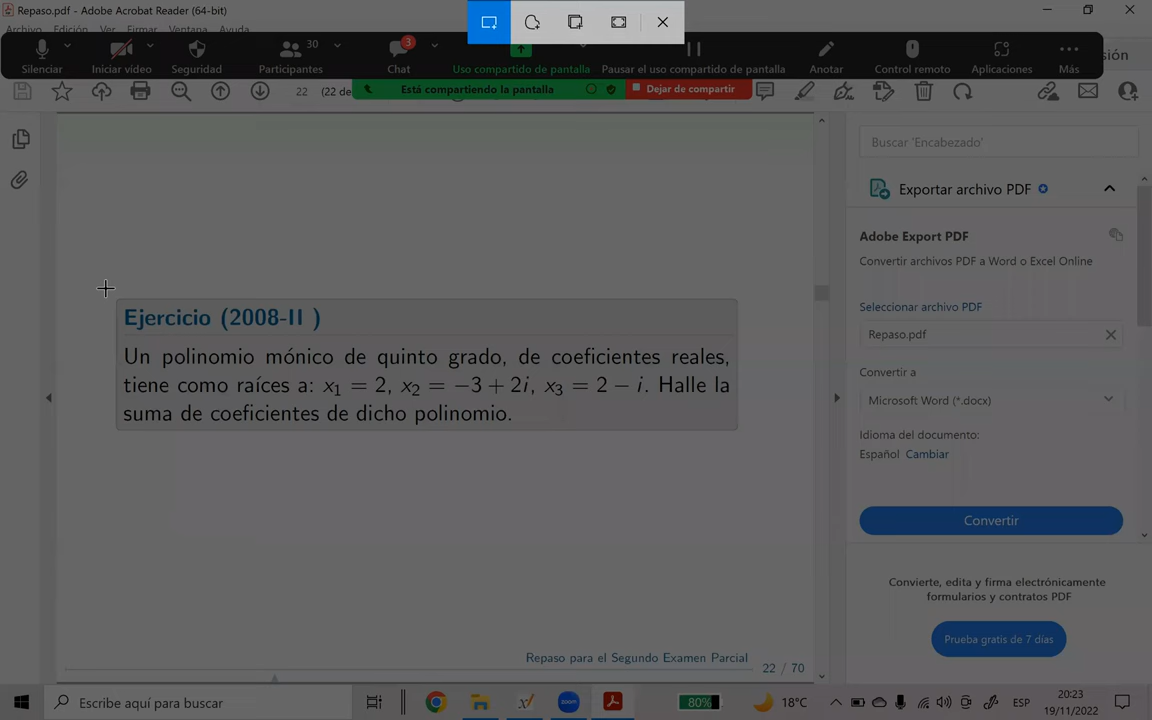 Repaso.pdf - Adobe Acrobat Reader (64-bit)
Archivo Edición Ver Firmar Ventana Ayuda
30
3
Silenciar Iniciar video Seguridad Participantes Chat Uso compartido de pantalla Pausar el uso compartido de pantalla Anotar Control remoto Aplicaciones Más
22 (22 de
Está compartiendo la pantalla
Dejar de compartir
Buscar 'Encabezado'
Exportar archivo PDF
Adobe Export PDF
Convertir archivos PDF a Word o Excel Online
Seleccionar archivo PDF
Repaso.pdf
Convertir a
Microsoft Word (*.docx)
Idioma del documento:
Español Cambiar
Convertir
Convierte, edita y firma electrónicamente
formularios y contratos PDF
Prueba gratis de 7 días
Ejercicio (2008-II )
Un polinomio mónico de quinto grado, de coeficientes reales,
tiene como raíces a: x₁ = 2, x₂ = −3 + 2i, x₃ = 2 − i. Halle la
suma de coeficientes de dicho polinomio.
Repaso para el Segundo Examen Parcial 22 / 70
Escribe aquí para buscar
zoom
80%
18°C
ESP
20:23
19/11/2022